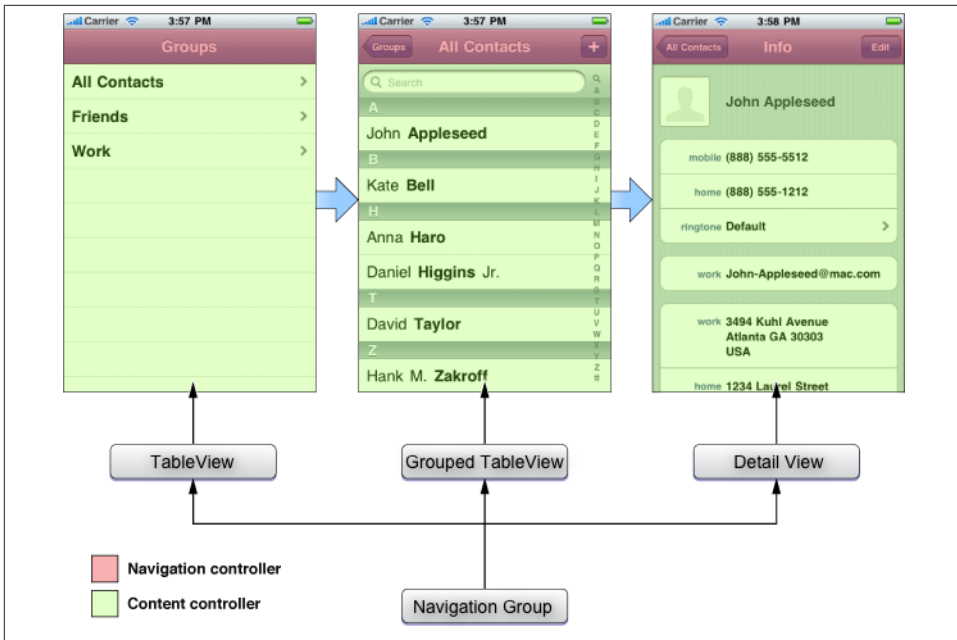 Carrier 3:57 PM
Groups
All Contacts
Friends
Work
Carrier 3:57 PM
Groups All Contacts +
Search
A
John Appleseed
B
Kate Bell
H
Anna Haro
Daniel Higgins Jr.
T
David Taylor
Z
Hank M. Zakroff
A
B
C
D
E
F
G
H
I
J
K
L
M
N
O
P
Q
R
S
T
U
V
W
X
Y
Z
#
Carrier 3:58 PM
All Contacts Info Edit
John Appleseed
mobile (888) 555-5512
home (888) 555-1212
ringtone Default
work John-Appleseed@mac.com
work 3494 Kuhl Avenue
Atlanta GA 30303
USA
home 1234 Laurel Street
TableView
Grouped TableView
Detail View
Navigation controller
Content controller
Navigation Group